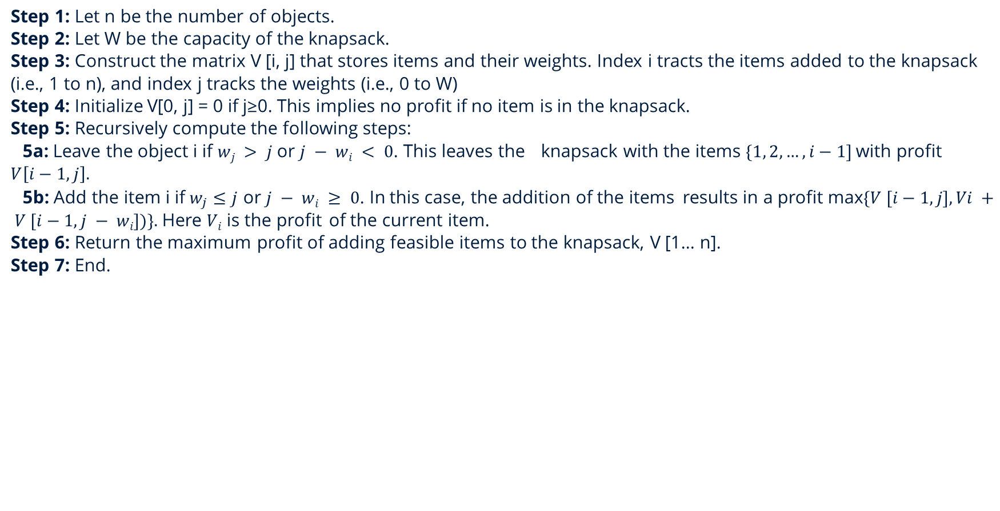 Step 1: Let n be the number of objects.
Step 2: Let W be the capacity of the knapsack.
Step 3: Construct the matrix V [i, j] that stores items and their weights. Index i tracts the items added to the knapsack
(i.e., 1 to n), and index j tracks the weights (i.e., 0 to W)
Step 4: Initialize V[0, j] = 0 if j≥0. This implies no profit if no item is in the knapsack.
Step 5: Recursively compute the following steps:
5a: Leave the object i if w_j > j or j − w_i < 0. This leaves the knapsack with the items {1, 2, … , i − 1] with profit
V[i − 1, j].
5b: Add the item i if w_j ≤ j or j − w_i ≥ 0. In this case, the addition of the items results in a profit max{V [i − 1, j], Vi +
V [i − 1, j − w_i])}. Here V_i is the profit of the current item.
Step 6: Return the maximum profit of adding feasible items to the knapsack, V [1… n].
Step 7: End.